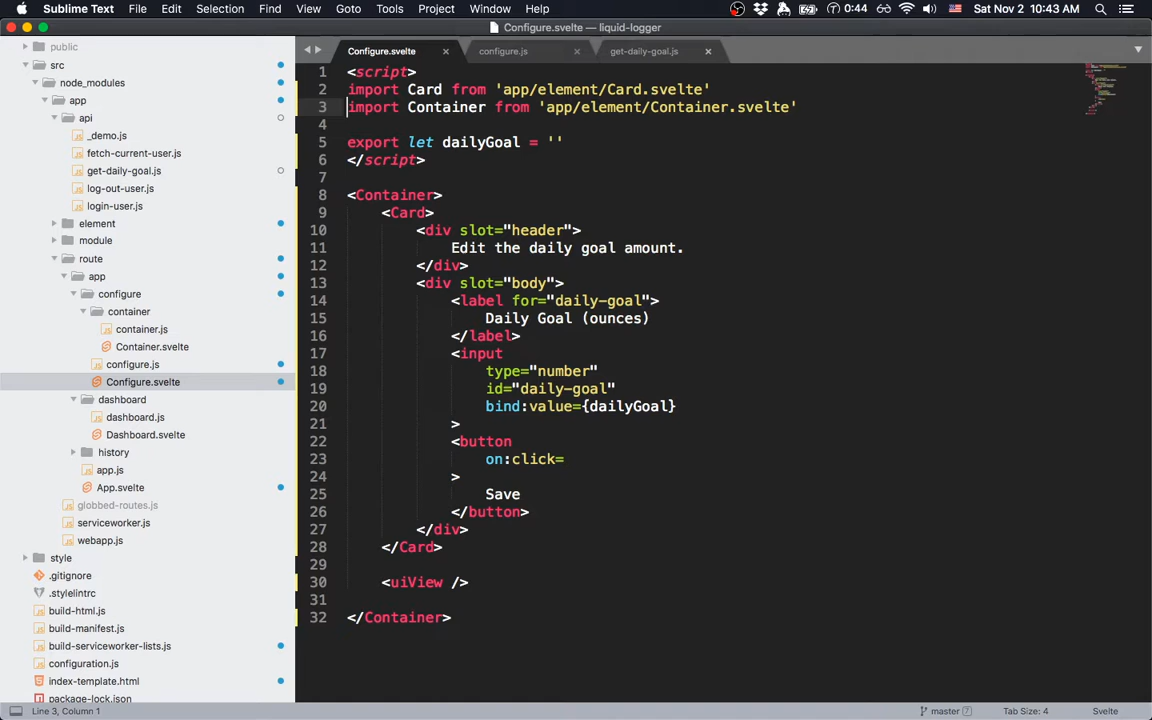 Sublime Text File Edit Selection Find View Goto Tools Project Window Help 0:44 Sat Nov 2 10:43 AM
Configure.svelte — liquid-logger
public
src
node_modules
app
api
_demo.js
fetch-current-user.js
get-daily-goal.js
log-out-user.js
login-user.js
element
module
route
app
configure
container
container.js
Container.svelte
configure.js
Configure.svelte
dashboard
dashboard.js
Dashboard.svelte
history
app.js
App.svelte
globbed-routes.js
serviceworker.js
webapp.js
style
.gitignore
.stylelintrc
build-html.js
build-manifest.js
build-serviceworker-lists.js
configuration.js
index-template.html
package-lock.json
Configure.svelte configure.js get-daily-goal.js
1 <script>
2 import Card from 'app/element/Card.svelte'
3 import Container from 'app/element/Container.svelte'
4
5 export let dailyGoal = ''
6 </script>
7
8 <Container>
9 <Card>
10 <div slot="header">
11 Edit the daily goal amount.
12 </div>
13 <div slot="body">
14 <label for="daily-goal">
15 Daily Goal (ounces)
16 </label>
17 <input
18 type="number"
19 id="daily-goal"
20 bind:value={dailyGoal}
21 >
22 <button
23 on:click=
24 >
25 Save
26 </button>
27 </div>
28 </Card>
29
30 <uiView />
31
32 </Container>
Line 3, Column 1 master 7 Tab Size: 4 Svelte